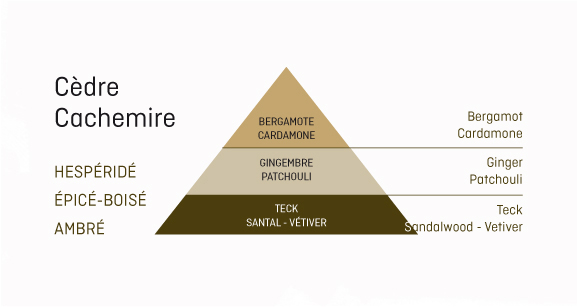 Cèdre
Cachemire
HESPÉRIDÉ
ÉPICÉ-BOISÉ
AMBRÉ
BERGAMOTE
CARDAMONE
GINGEMBRE
PATCHOULI
TECK
SANTAL - VÉTIVER
Bergamot
Cardamone
Ginger
Patchouli
Teck
Sandalwood - Vetiver